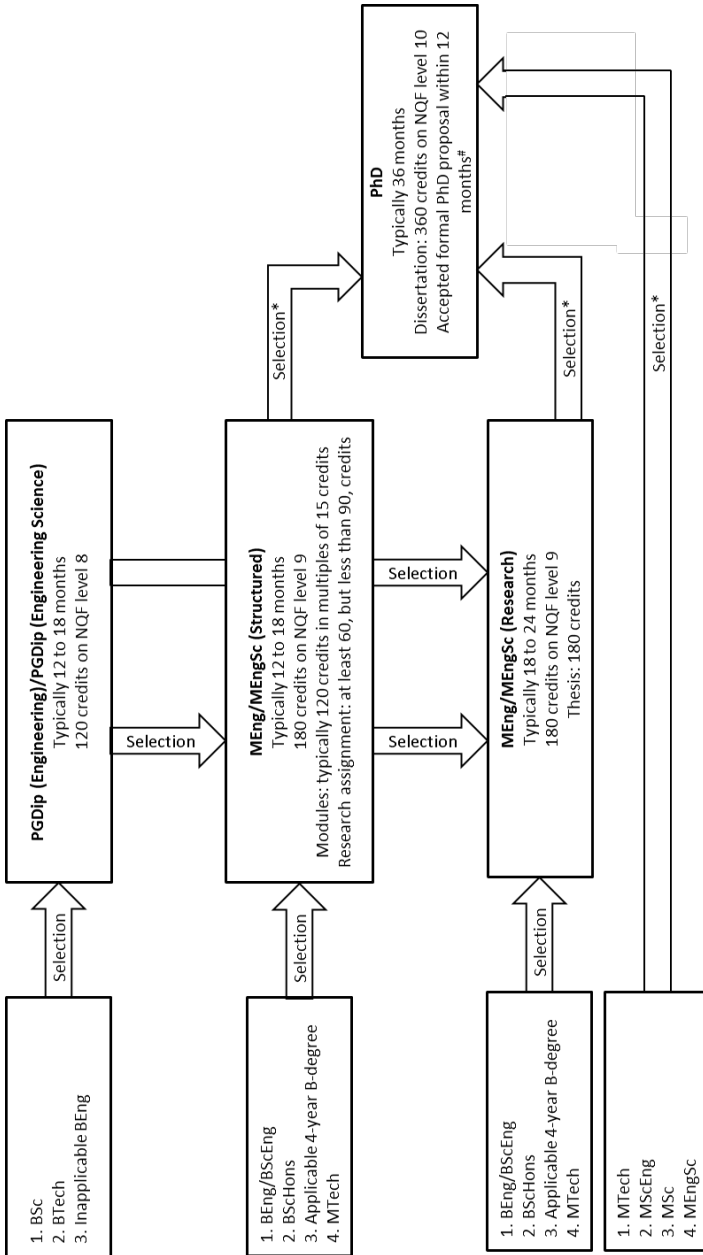 1. BSc
2. BTech
3. Inapplicable BEng
Selection
PGDip (Engineering)/PGDip (Engineering Science)
Typically 12 to 18 months
120 credits on NQF level 8
Selection
1. BEng/BScEng
2. BScHons
3. Applicable 4-year B-degree
4. MTech
Selection
MEng/MEngSc (Structured)
Typically 12 to 18 months
180 credits on NQF level 9
Modules: typically 120 credits in multiples of 15 credits
Research assignment: at least 60, but less than 90, credits
Selection*
Selection
Selection
PhD
Typically 36 months
Dissertation: 360 credits on NQF level 10
Accepted formal PhD proposal within 12
months#
1. BEng/BScEng
2. BScHons
3. Applicable 4-year B-degree
4. MTech
Selection
MEng/MEngSc (Research)
Typically 18 to 24 months
180 credits on NQF level 9
Thesis: 180 credits
Selection*
1. MTech
2. MScEng
3. MSc
4. MEngSc
Selection*